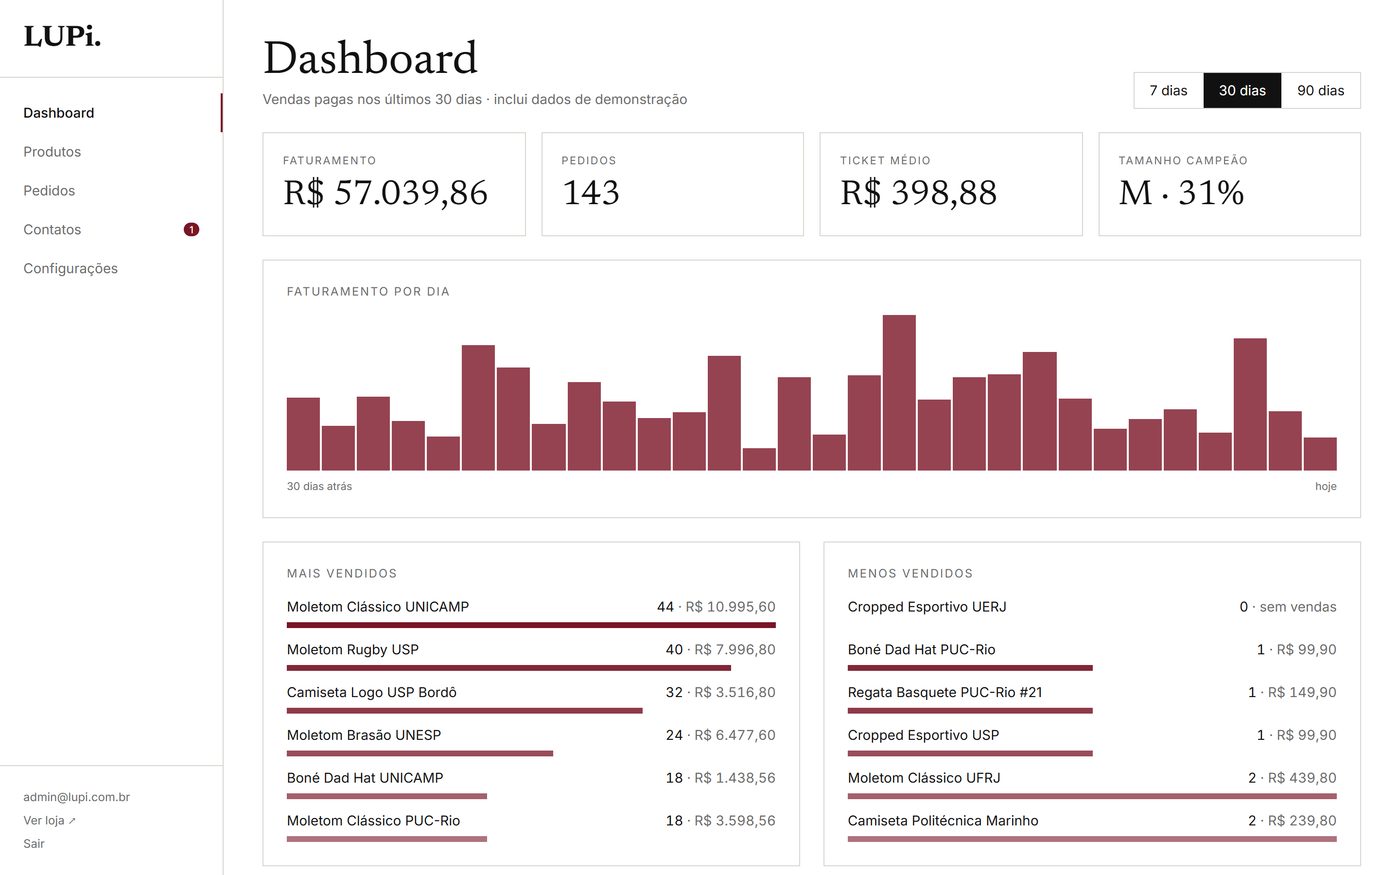 LUPi.
Dashboard
Produtos
Pedidos
Contatos 1
Configurações
admin@lupi.com.br
Ver loja ↗
Sair
Dashboard
Vendas pagas nos últimos 30 dias · inclui dados de demonstração
7 dias 30 dias 90 dias
FATURAMENTO
R$ 57.039,86
PEDIDOS
143
TICKET MÉDIO
R$ 398,88
TAMANHO CAMPEÃO
M · 31%
FATURAMENTO POR DIA
30 dias atrás hoje
MAIS VENDIDOS
Moletom Clássico UNICAMP 44 · R$ 10.995,60
Moletom Rugby USP 40 · R$ 7.996,80
Camiseta Logo USP Bordô 32 · R$ 3.516,80
Moletom Brasão UNESP 24 · R$ 6.477,60
Boné Dad Hat UNICAMP 18 · R$ 1.438,56
Moletom Clássico PUC-Rio 18 · R$ 3.598,56
MENOS VENDIDOS
Cropped Esportivo UERJ 0 · sem vendas
Boné Dad Hat PUC-Rio 1 · R$ 99,90
Regata Basquete PUC-Rio #21 1 · R$ 149,90
Cropped Esportivo USP 1 · R$ 99,90
Moletom Clássico UFRJ 2 · R$ 439,80
Camiseta Politécnica Marinho 2 · R$ 239,80